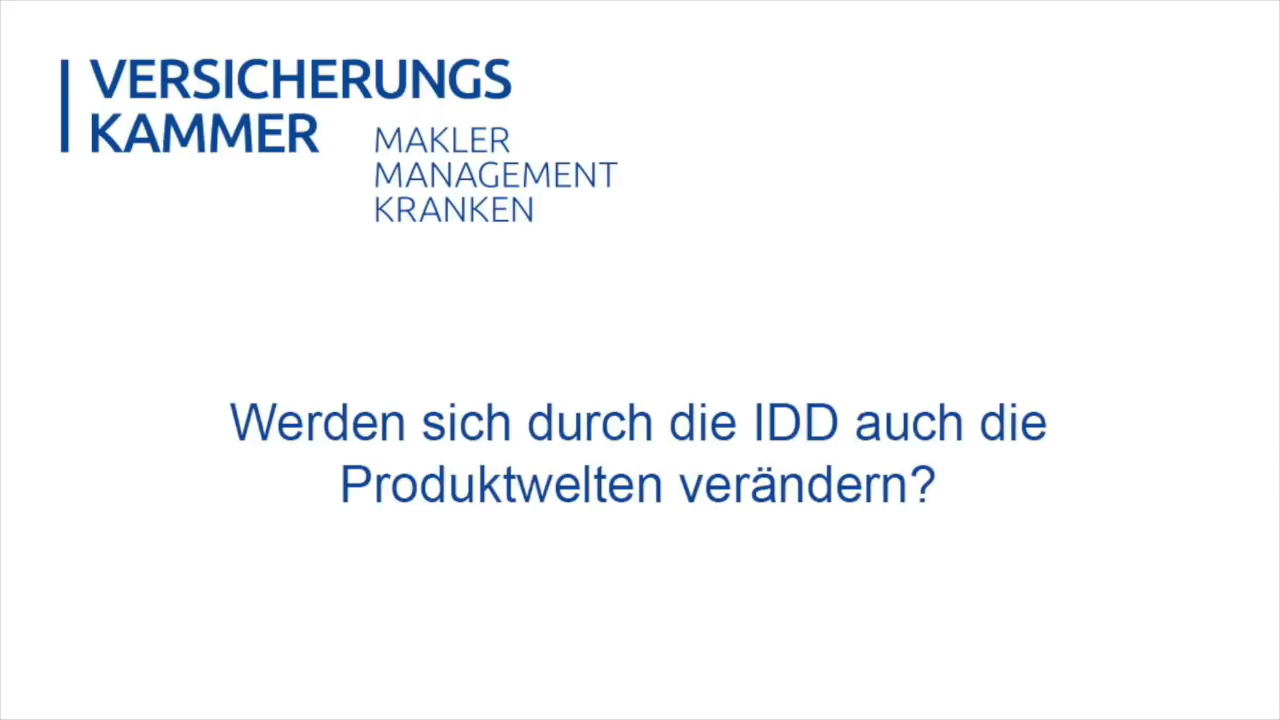 VERSICHERUNGS
KAMMER
MAKLER
MANAGEMENT
KRANKEN
Werden sich durch die IDD auch die
Produktwelten verändern?